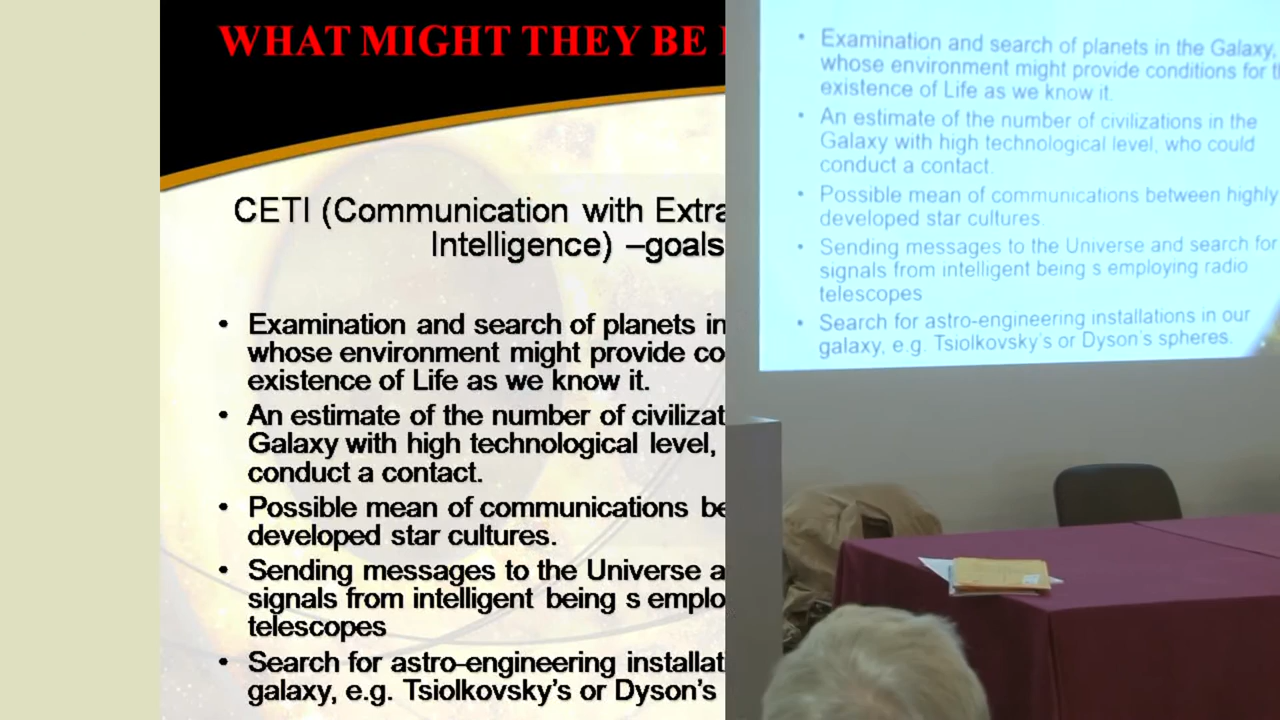 WHAT MIGHT THEY BE
CETI (Communication with Extra
Intelligence) –goals
• Examination and search of planets in
whose environment might provide co
existence of Life as we know it.
• An estimate of the number of civilizat
Galaxy with high technological level,
conduct a contact.
• Possible mean of communications be
developed star cultures.
• Sending messages to the Universe a
signals from intelligent being s emplo
telescopes
• Search for astro-engineering installat
galaxy, e.g. Tsiolkovsky's or Dyson's
• Examination and search of planets in the Galaxy,
whose environment might provide conditions for th
existence of Life as we know it.
• An estimate of the number of civilizations in the
Galaxy with high technological level, who could
conduct a contact.
• Possible mean of communications between highly
developed star cultures.
• Sending messages to the Universe and search for
signals from intelligent being s employing radio
telescopes
• Search for astro-engineering installations in our
galaxy, e.g. Tsiolkovsky's or Dyson's spheres.